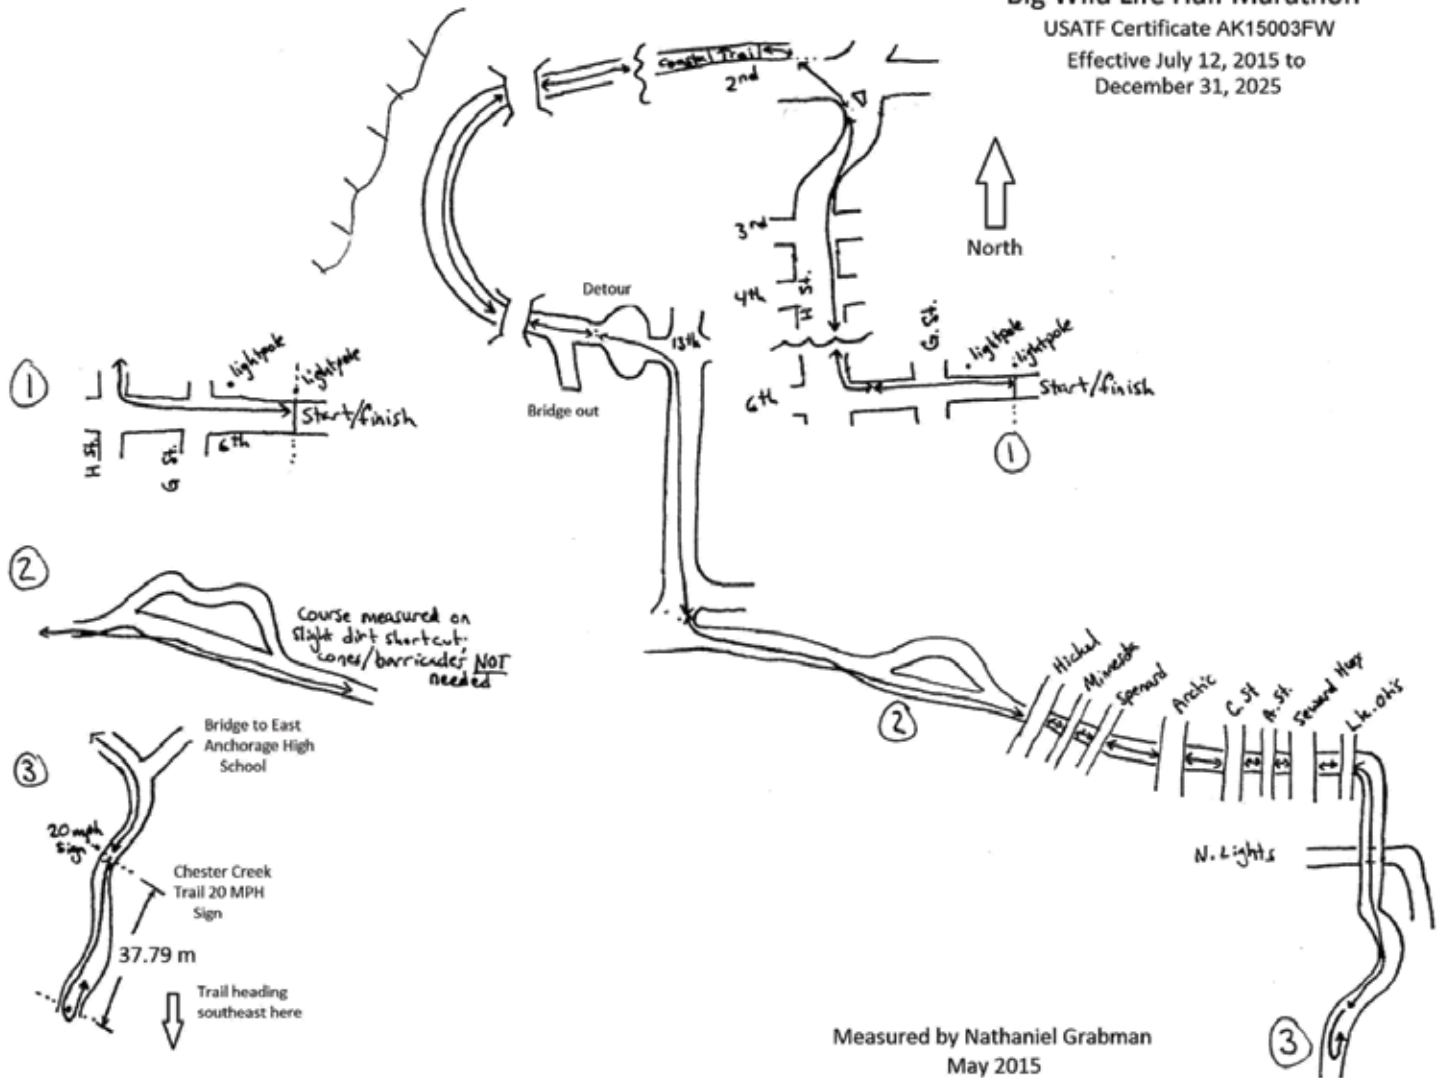 Big Wild Life Half Marathon
USATF Certificate AK15003FW
Effective July 12, 2015 to
December 31, 2025
Coastal Trail
2nd
North
3rd
4th
H St.
G. St.
Detour
13th
Bridge out
6th
lightpole
lightpole
Start/finish
1
1
lightpole
lightpole
Start/finish
H St.
G St.
6th
2
Course measured on
slight dirt shortcut;
cones/barricades NOT
needed
2
Hickel
Minnesota
Spenard
Arctic
C. St
A. St.
Seward Hwy
Lk. Otis
N. Lights
3
Bridge to East
Anchorage High
School
20 mph
Sign
Chester Creek
Trail 20 MPH
Sign
37.79 m
Trail heading
southeast here
3
Measured by Nathaniel Grabman
May 2015